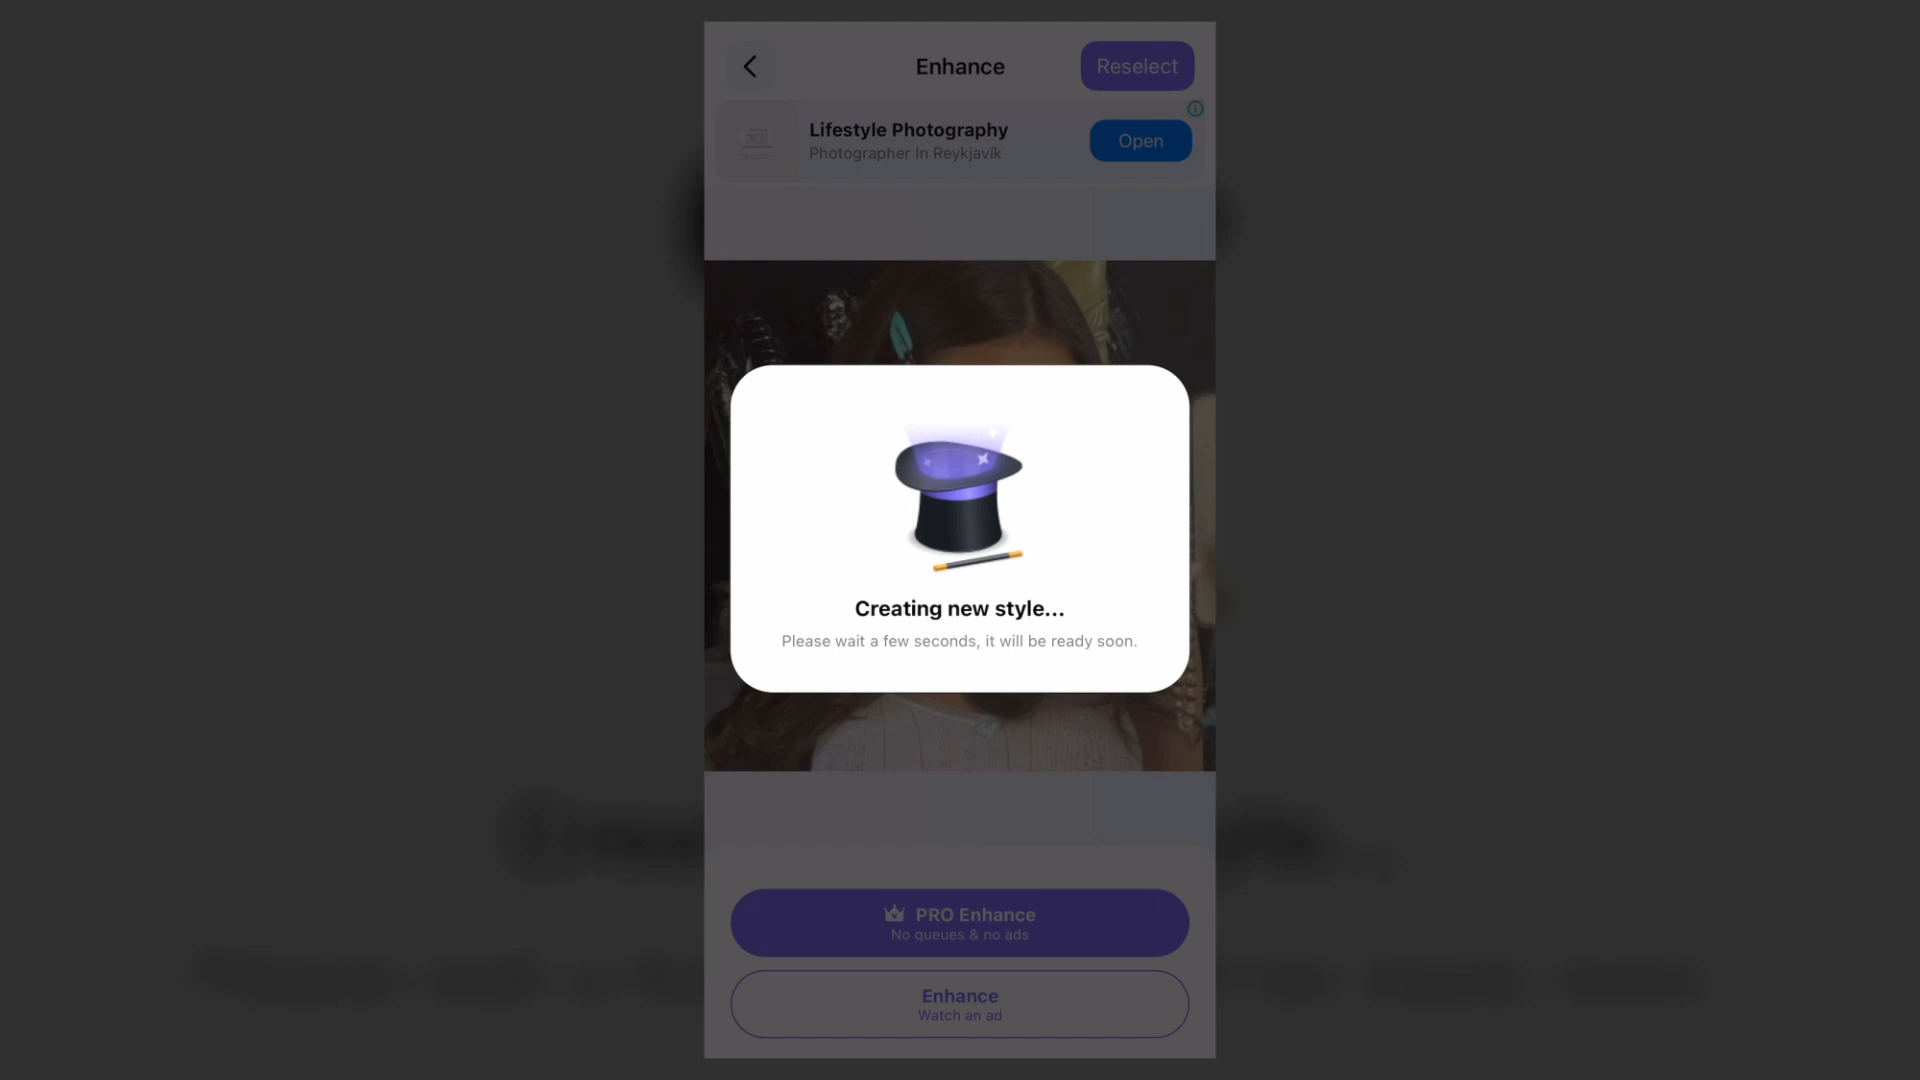 Enhance
Reselect
Lifestyle Photography
Photographer In Reykjavík
Open
Creating new style...
Please wait a few seconds, it will be ready soon.
PRO Enhance
No queues & no ads
Enhance
Watch an ad